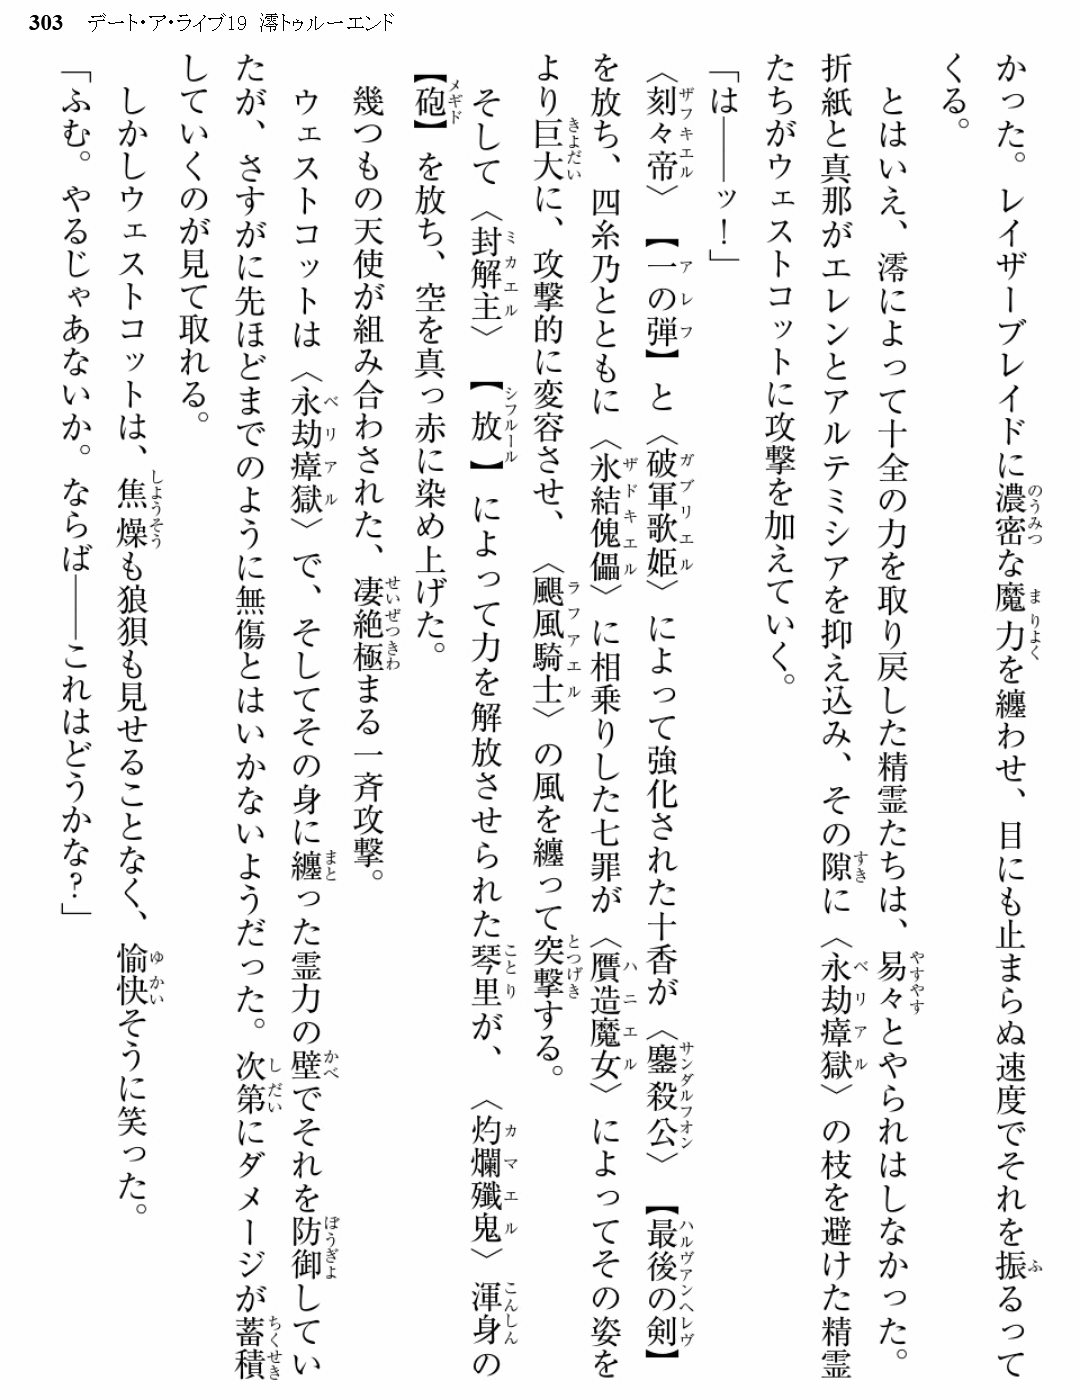 303 デート・ア・ライブ19 澪トゥルーエンド
かった。レイザーブレイドに濃密な魔力を纏わせ、目にも止まらぬ速度でそれを振るって
くる。
とはいえ、澪によって十全の力を取り戻した精霊たちは、易々とやられはしなかった。
折紙と真那がエレンとアルテミシアを抑え込み、その隙に〈永劫瘴獄〉の枝を避けた精霊
たちがウェストコットに攻撃を加えていく。
「は――ッ！」
〈刻々帝〉【一の弾】と〈破軍歌姫〉によって強化された十香が〈鏖殺公〉【最後の剣】
を放ち、四糸乃とともに〈氷結傀儡〉に相乗りした七罪が〈贋造魔女〉によってその姿を
より巨大に、攻撃的に変容させ、〈颶風騎士〉の風を纏って突撃する。
そして〈封解主〉【放】によって力を解放させられた琴里が、〈灼爛殲鬼〉渾身の
【砲】を放ち、空を真っ赤に染め上げた。
幾つもの天使が組み合わされた、凄絶極まる一斉攻撃。
ウェストコットは〈永劫瘴獄〉で、そしてその身に纏った霊力の壁でそれを防御してい
たが、さすがに先ほどまでのように無傷とはいかないようだった。次第にダメージが蓄積
していくのが見て取れる。
しかしウェストコットは、焦燥も狼狽も見せることなく、愉快そうに笑った。
「ふむ。やるじゃあないか。ならば――これはどうかな？」